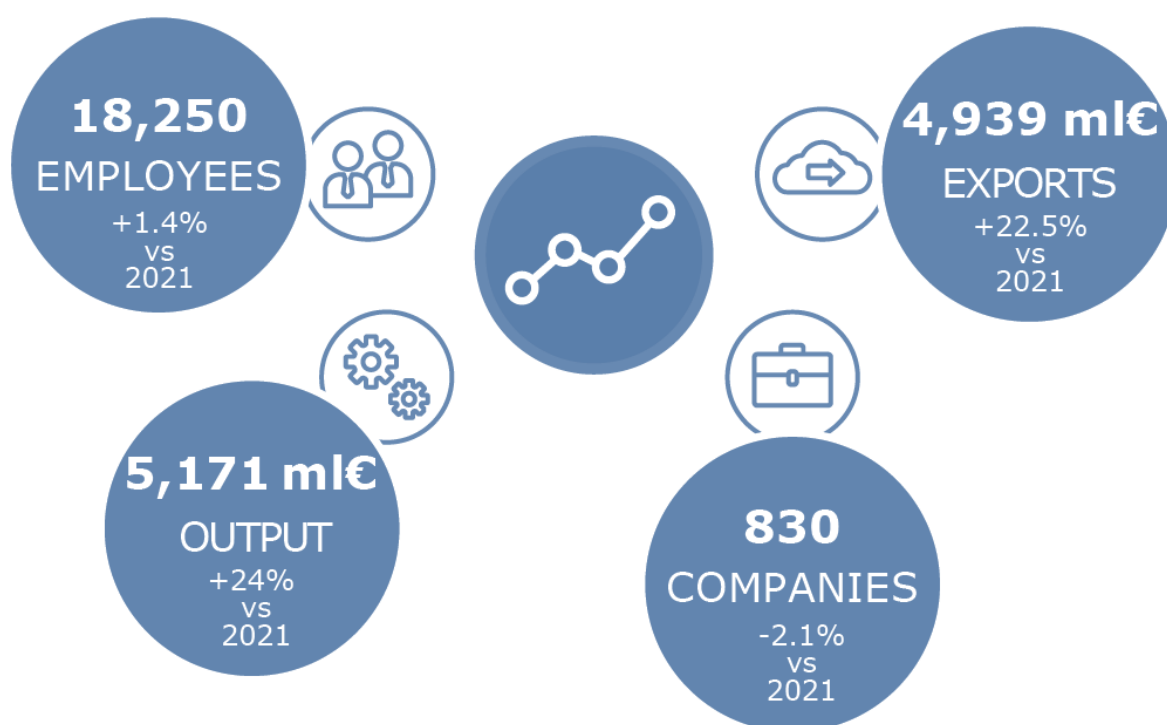 18,250
EMPLOYEES
+1.4%
vs
2021
4,939 ml€
EXPORTS
+22.5%
vs
2021
5,171 ml€
OUTPUT
+24%
vs
2021
830
COMPANIES
-2.1%
vs
2021